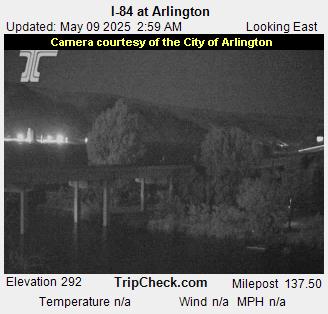 I-84 at Arlington
Updated: May 09 2025 2:59 AM Looking East
Camera courtesy of the City of Arlington
Elevation 292 TripCheck.com Milepost 137.50
Temperature n/a Wind n/a MPH n/a